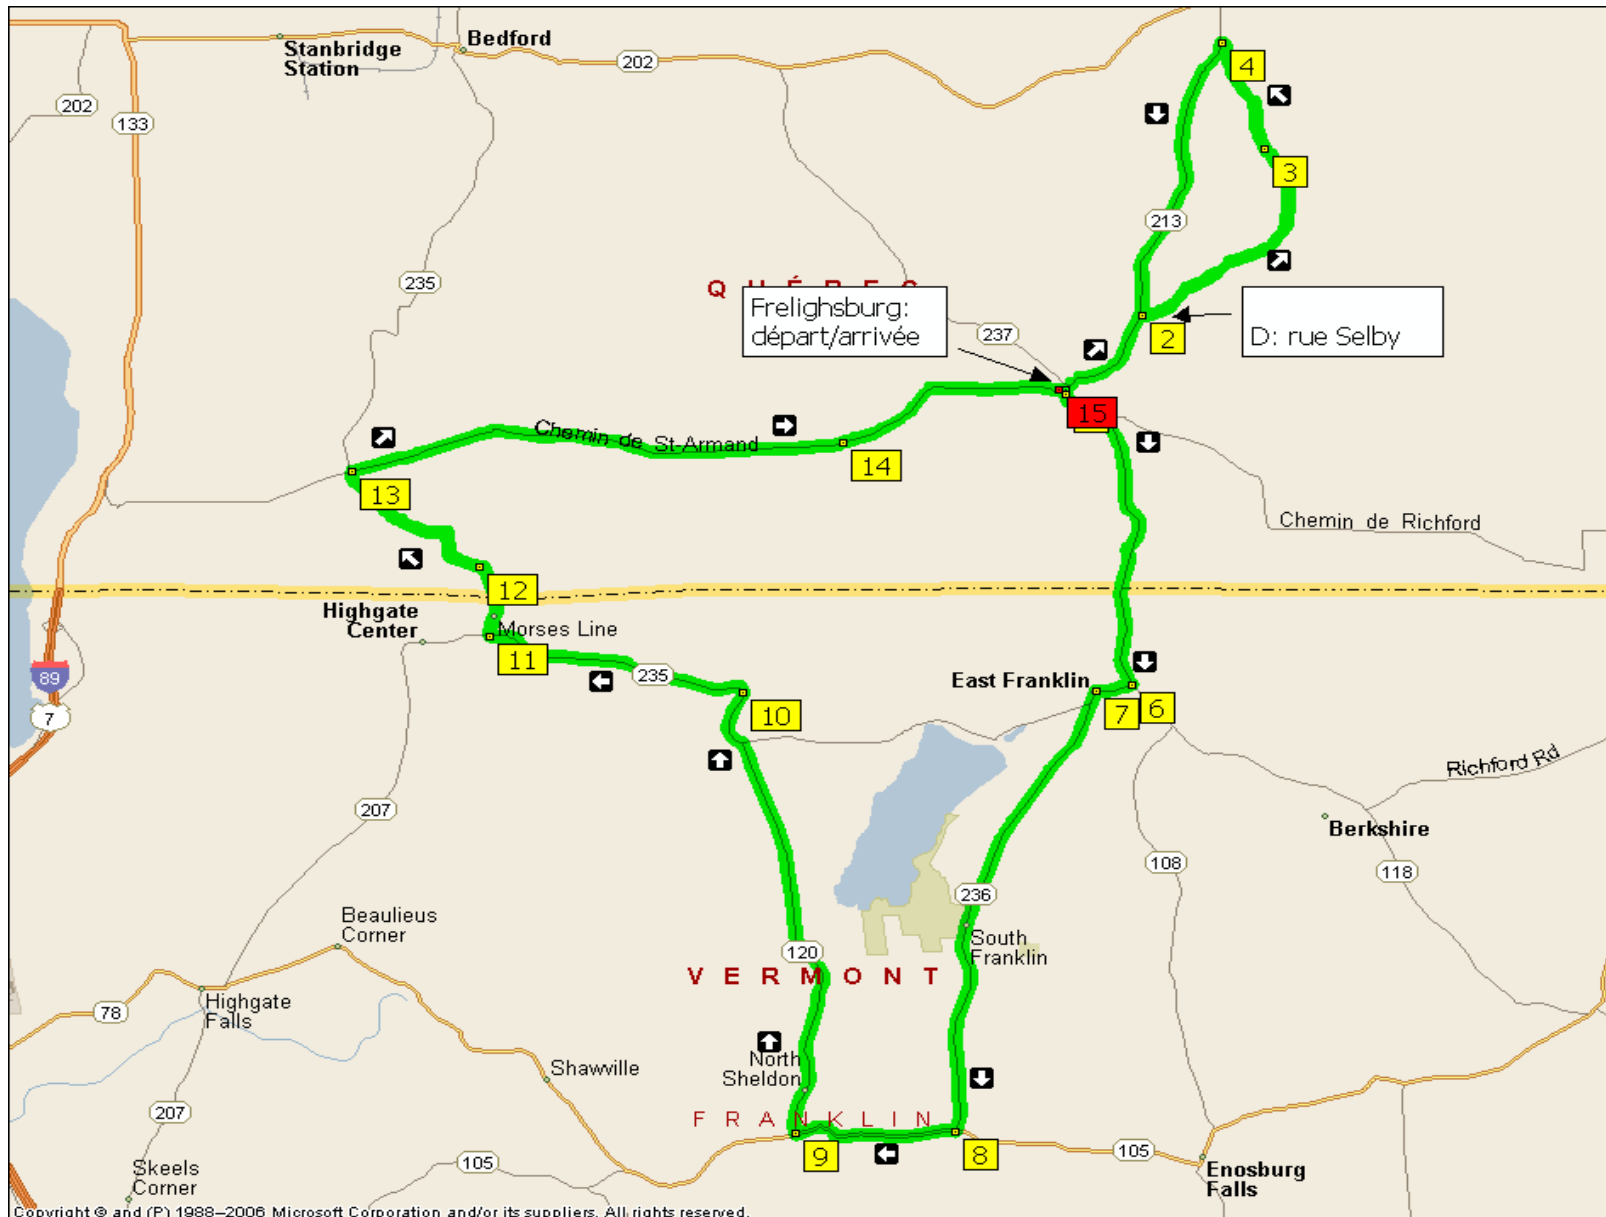 Stanbridge
Station
Bedford
202
202
133
4
3
213
235
QUÉBEC
Frelighsburg:
départ/arrivée
237
2
D: rue Selby
15
Chemin de St-Armand
14
13
Chemin de Richford
12
Highgate
Center
Morses Line
11
235
89
7
East Franklin
7
6
10
Richford Rd
207
Berkshire
108
118
236
Beaulieus
Corner
South
Franklin
120
VERMONT
Highgate
Falls
78
North
Sheldon
Shawville
207
FRANKLIN
9
8
105
105
Skeels
Corner
Enosburg
Falls
Copyright © and (P) 1988–2006 Microsoft Corporation and/or its suppliers. All rights reserved.